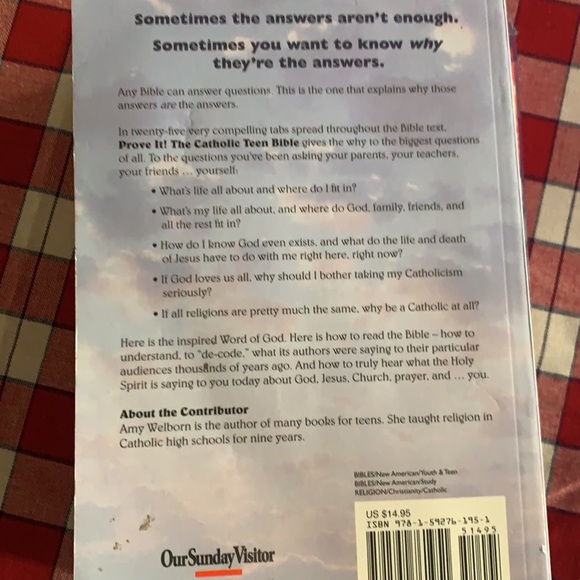 Sometimes the answers aren't enough.
Sometimes you want to know why
they're the answers.
Any Bible can answer questions. This is the one that explains why those
answers are the answers.
In twenty-five very compelling tabs spread throughout the Bible text,
Prove It! The Catholic Teen Bible gives the why to the biggest questions
of all. To the questions you've been asking your parents, your teachers,
your friends ... yourself:
• What's life all about and where do I fit in?
• What's my life all about, and where do God, family, friends, and
all the rest fit in?
• How do I know God even exists, and what do the life and death
of Jesus have to do with me right here, right now?
• If God loves us all, why should I bother taking my Catholicism
seriously?
• If all religions are pretty much the same, why be a Catholic at all?
Here is the inspired Word of God. Here is how to read the Bible – how to
understand, to "de-code," what its authors were saying to their particular
audiences thousands of years ago. And how to truly hear what the Holy
Spirit is saying to you today about God, Jesus, Church, prayer, and ... you.
About the Contributor
Amy Welborn is the author of many books for teens. She taught religion in
Catholic high schools for nine years.
BIBLES/New American/Youth & Teen
BIBLES/New American/Study
RELIGION/Christianity/Catholic
US $14.95
ISBN 978-1-59276-195-1
51495
OurSundayVisitor